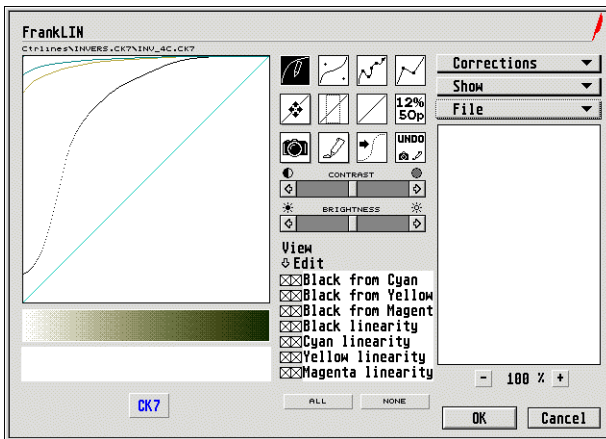 FrankLIN
Ctrlines\INVERS.CK7\INV_4C.CK7
12%
50p
UNDO
CONTRAST
BRIGHTNESS
View
Edit
Black from Cyan
Black from Yellow
Black from Magent
Black linearity
Cyan linearity
Yellow linearity
Magenta linearity
ALL NONE
CK7
Corrections
Show
File
- 100 % +
OK Cancel